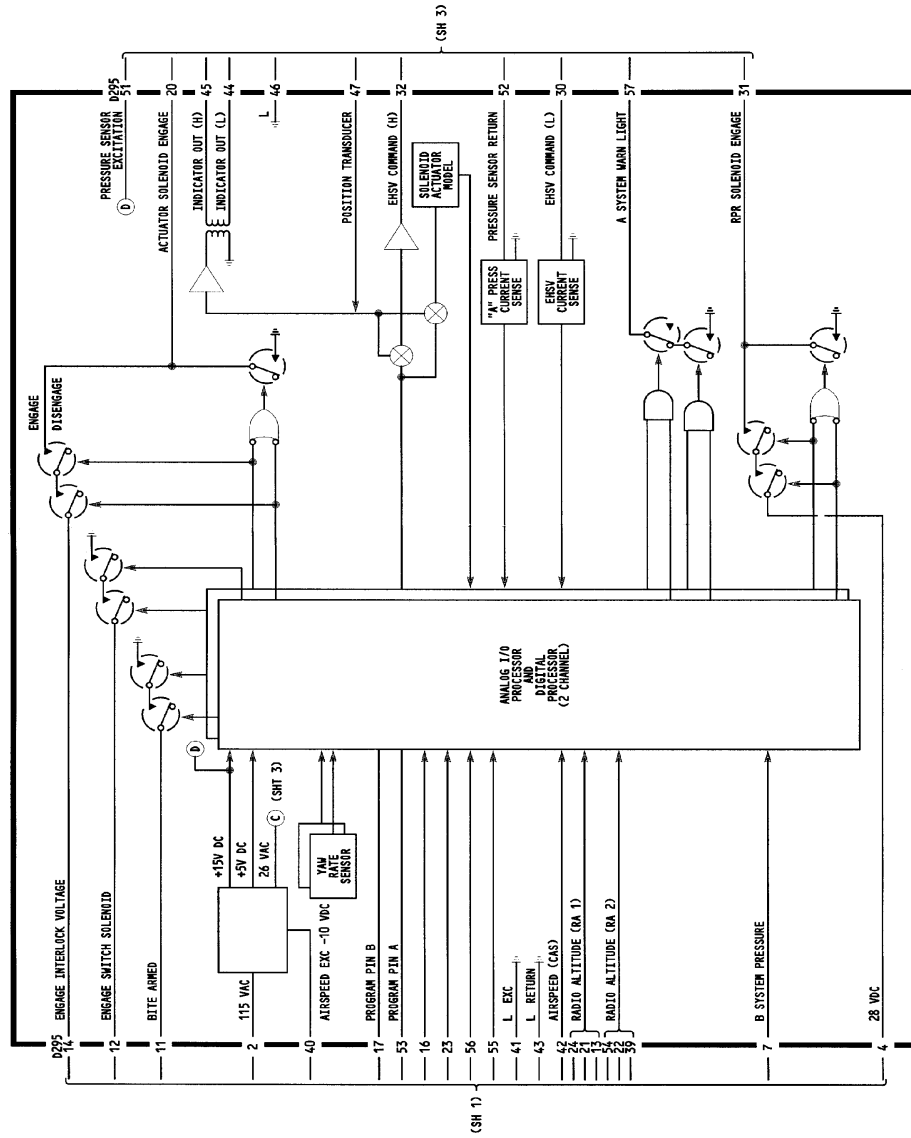 D295
14 ENGAGE INTERLOCK VOLTAGE
12 ENGAGE SWITCH SOLENOID
11 BITE ARMED
2 115 VAC
40 AIRSPEED EXC -10 VDC
17 PROGRAM PIN B
53 PROGRAM PIN A
16
23
56
55
41 L EXC
43 L RETURN
42 AIRSPEED (CAS)
24
21 RADIO ALTITUDE (RA 1)
13
54
22 RADIO ALTITUDE (RA 2)
39
7 B SYSTEM PRESSURE
4 28 VDC
(SH 1)
+15V DC
+5V DC
26 VAC
C (SHT 3)
D
YAW
RATE
SENSOR
ANALOG I/O
PROCESSOR
AND
DIGITAL
PROCESSOR
(2 CHANNEL)
ENGAGE
DISENGAGE
"A" PRESS
CURRENT
SENSE
EHSV
CURRENT
SENSE
SOLENOID
ACTUATOR
MODEL
D
PRESSURE SENSOR
EXCITATION
D295
51
ACTUATOR SOLENOID ENGAGE 20
INDICATOR OUT (H) 45
INDICATOR OUT (L) 44
L 46
POSITION TRANSDUCER 47
EHSV COMMAND (H) 32
PRESSURE SENSOR RETURN 52
EHSV COMMAND (L) 30
A SYSTEM WARN LIGHT 57
RPR SOLENOID ENGAGE 31
(SH 3)